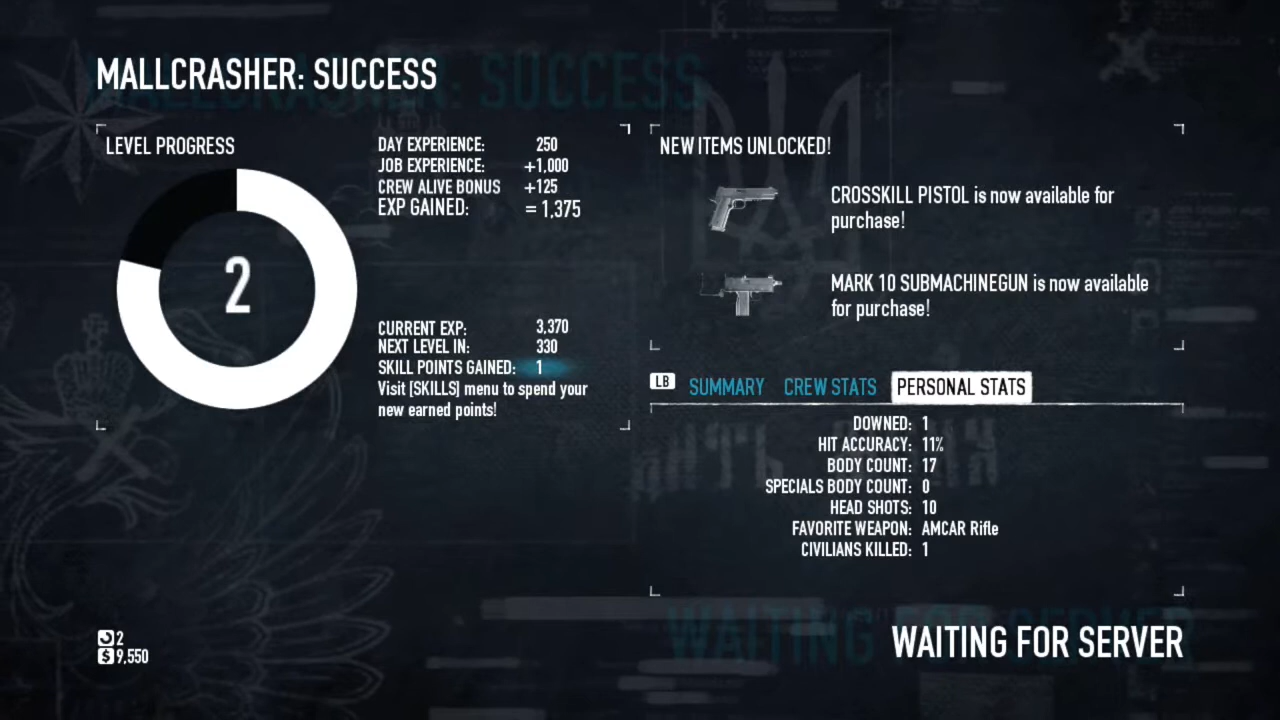 MALLCRASHER: SUCCESS
LEVEL PROGRESS
2
DAY EXPERIENCE: 250
JOB EXPERIENCE: +1,000
CREW ALIVE BONUS +125
EXP GAINED: = 1,375
CURRENT EXP: 3,370
NEXT LEVEL IN: 330
SKILL POINTS GAINED: 1
Visit [SKILLS] menu to spend your
new earned points!
NEW ITEMS UNLOCKED!
CROSSKILL PISTOL is now available for
purchase!
MARK 10 SUBMACHINEGUN is now available
for purchase!
LB SUMMARY CREW STATS PERSONAL STATS
DOWNED: 1
HIT ACCURACY: 11%
BODY COUNT: 17
SPECIALS BODY COUNT: 0
HEAD SHOTS: 10
FAVORITE WEAPON: AMCAR Rifle
CIVILIANS KILLED: 1
2
$ 9,550
WAITING FOR SERVER